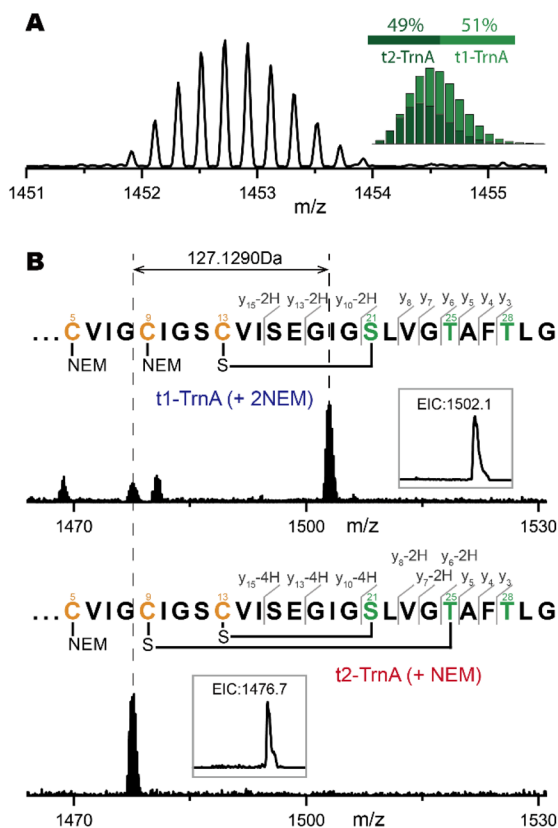 A
49% 51%
t2-TrnA t1-TrnA
1451 1452 1453 1454 1455
m/z
B
127.1290Da
y15-2H y13-2H y10-2H y8 y7 y6 y5 y4 y3
5 9 13 21 25 28
...CVIGCIGSCVISEGIGSLVGTAFTLG
NEM NEM S
t1-TrnA (+ 2NEM)
EIC:1502.1
1470 1500 m/z 1530
y8-2H y6-2H
y15-4H y13-4H y10-4H y7-2H y5 y4 y3
5 9 13 21 25 28
...CVIGCIGSCVISEGIGSLVGTAFTLG
NEM S S
t2-TrnA (+ NEM)
EIC:1476.7
1470 1500 m/z 1530